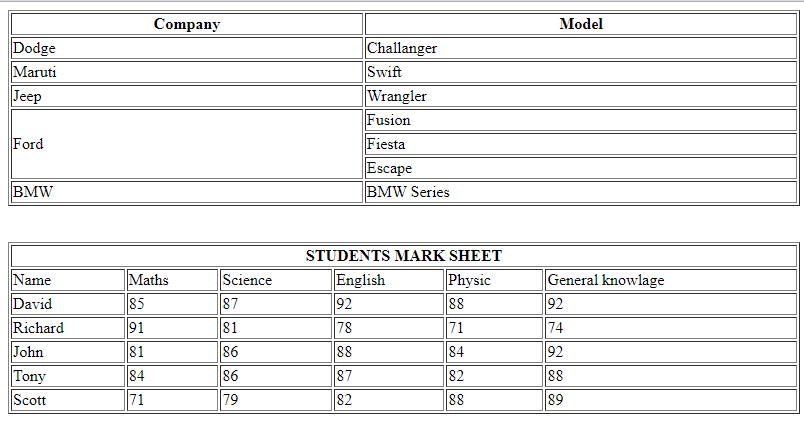 Company Model
Dodge Challanger
Maruti Swift
Jeep Wrangler
Ford Fusion
Fiesta
Escape
BMW BMW Series
STUDENTS MARK SHEET
Name Maths Science English Physic General knowlage
David 85 87 92 88 92
Richard 91 81 78 71 74
John 81 86 88 84 92
Tony 84 86 87 82 88
Scott 71 79 82 88 89